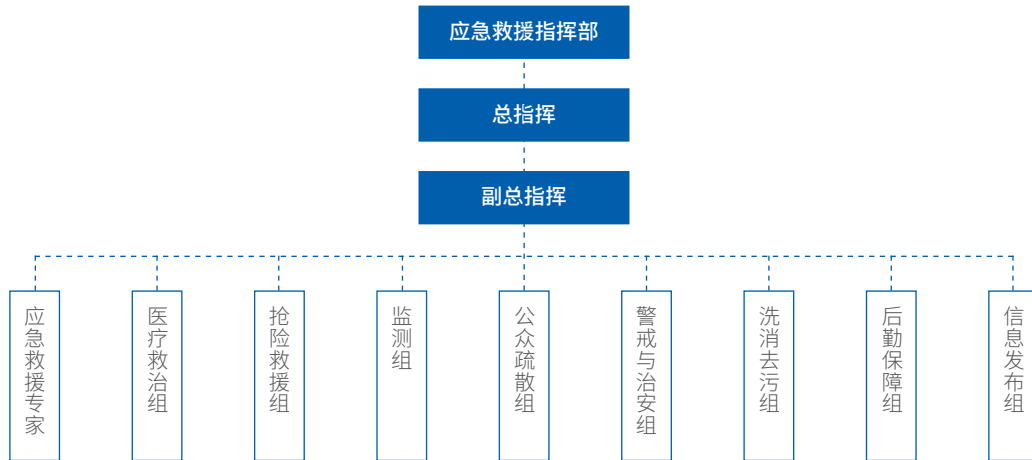 应急救援指挥部
总指挥
副总指挥
应急救援专家
医疗救治组
抢险救援组
监测组
公众疏散组
警戒与治安组
洗消去污组
后勤保障组
信息发布组